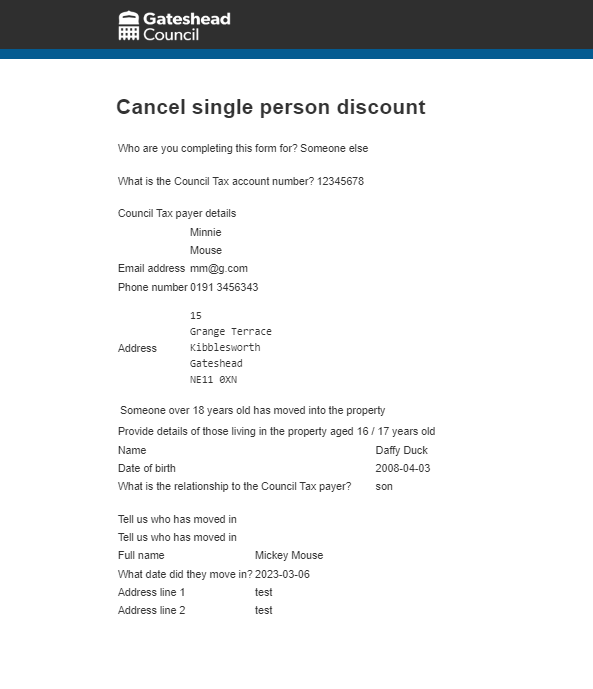 Gateshead
Council
Cancel single person discount
Who are you completing this form for? Someone else
What is the Council Tax account number? 12345678
Council Tax payer details
Minnie
Mouse
Email address mm@g.com
Phone number 0191 3456343
15
Grange Terrace
Address Kibblesworth
Gateshead
NE11 0XN
Someone over 18 years old has moved into the property
Provide details of those living in the property aged 16 / 17 years old
Name Daffy Duck
Date of birth 2008-04-03
What is the relationship to the Council Tax payer? son
Tell us who has moved in
Tell us who has moved in
Full name Mickey Mouse
What date did they move in? 2023-03-06
Address line 1 test
Address line 2 test